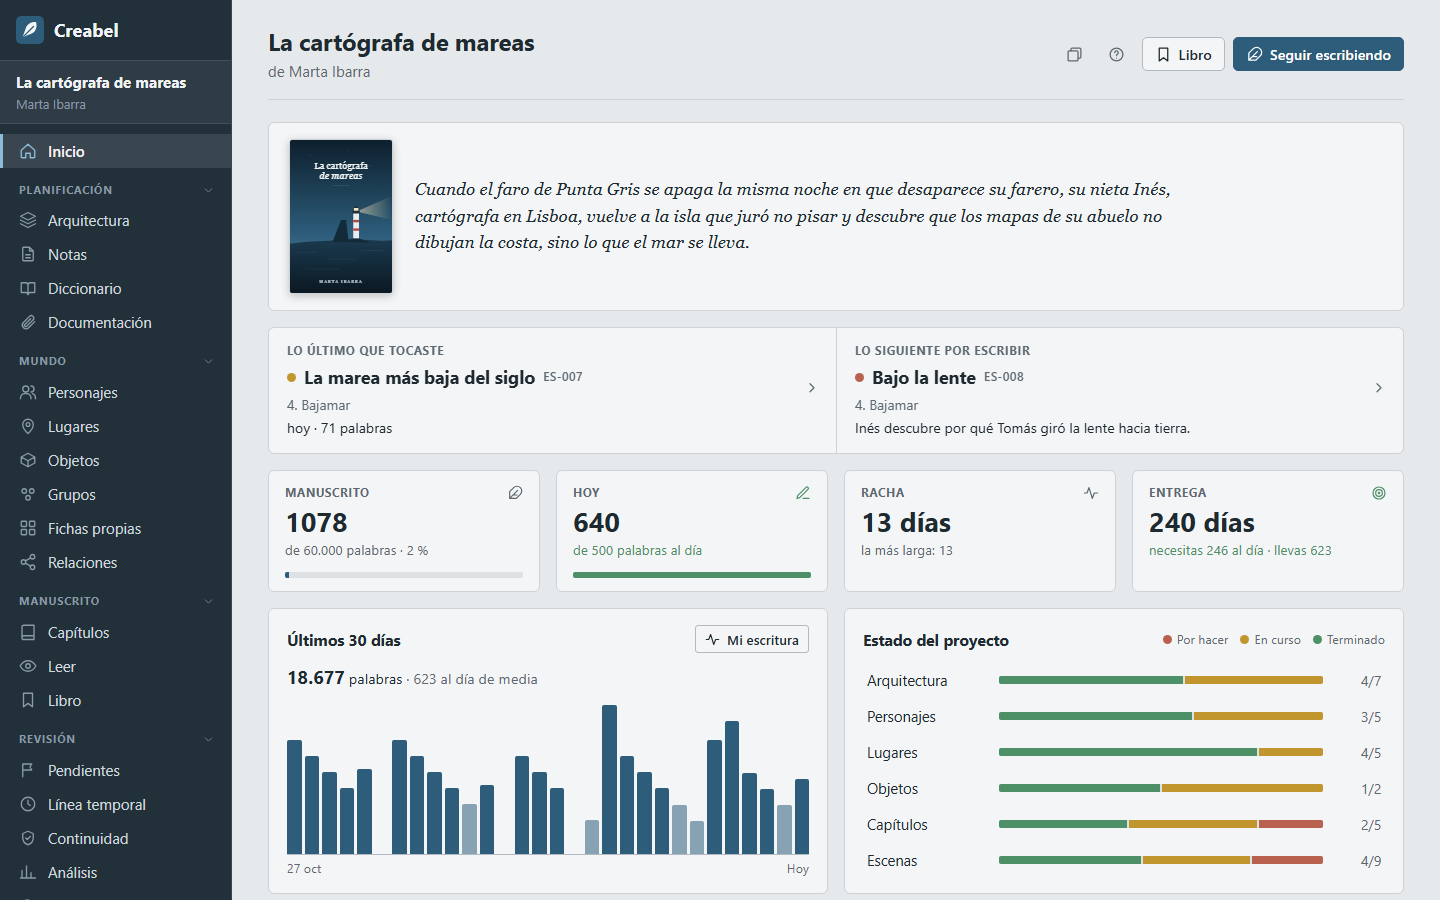 Creabel
La cartógrafa de mareas
Marta Ibarra
Inicio
PLANIFICACIÓN
Arquitectura
Notas
Diccionario
Documentación
MUNDO
Personajes
Lugares
Objetos
Grupos
Fichas propias
Relaciones
MANUSCRITO
Capítulos
Leer
Libro
REVISIÓN
Pendientes
Línea temporal
Continuidad
Análisis
La cartógrafa de mareas
de Marta Ibarra
Libro
Seguir escribiendo
La cartógrafa
de mareas
MARTA IBARRA
Cuando el faro de Punta Gris se apaga la misma noche en que desaparece su farero, su nieta Inés,
cartógrafa en Lisboa, vuelve a la isla que juró no pisar y descubre que los mapas de su abuelo no
dibujan la costa, sino lo que el mar se lleva.
LO ÚLTIMO QUE TOCASTE
La marea más baja del siglo ES-007
4. Bajamar
hoy · 71 palabras
LO SIGUIENTE POR ESCRIBIR
Bajo la lente ES-008
4. Bajamar
Inés descubre por qué Tomás giró la lente hacia tierra.
MANUSCRITO
1078
de 60.000 palabras · 2 %
HOY
640
de 500 palabras al día
RACHA
13 días
la más larga: 13
ENTREGA
240 días
necesitas 246 al día · llevas 623
Últimos 30 días
Mi escritura
18.677 palabras · 623 al día de media
27 oct
Hoy
Estado del proyecto
Por hacer
En curso
Terminado
Arquitectura 4/7
Personajes 3/5
Lugares 4/5
Objetos 1/2
Capítulos 2/5
Escenas 4/9